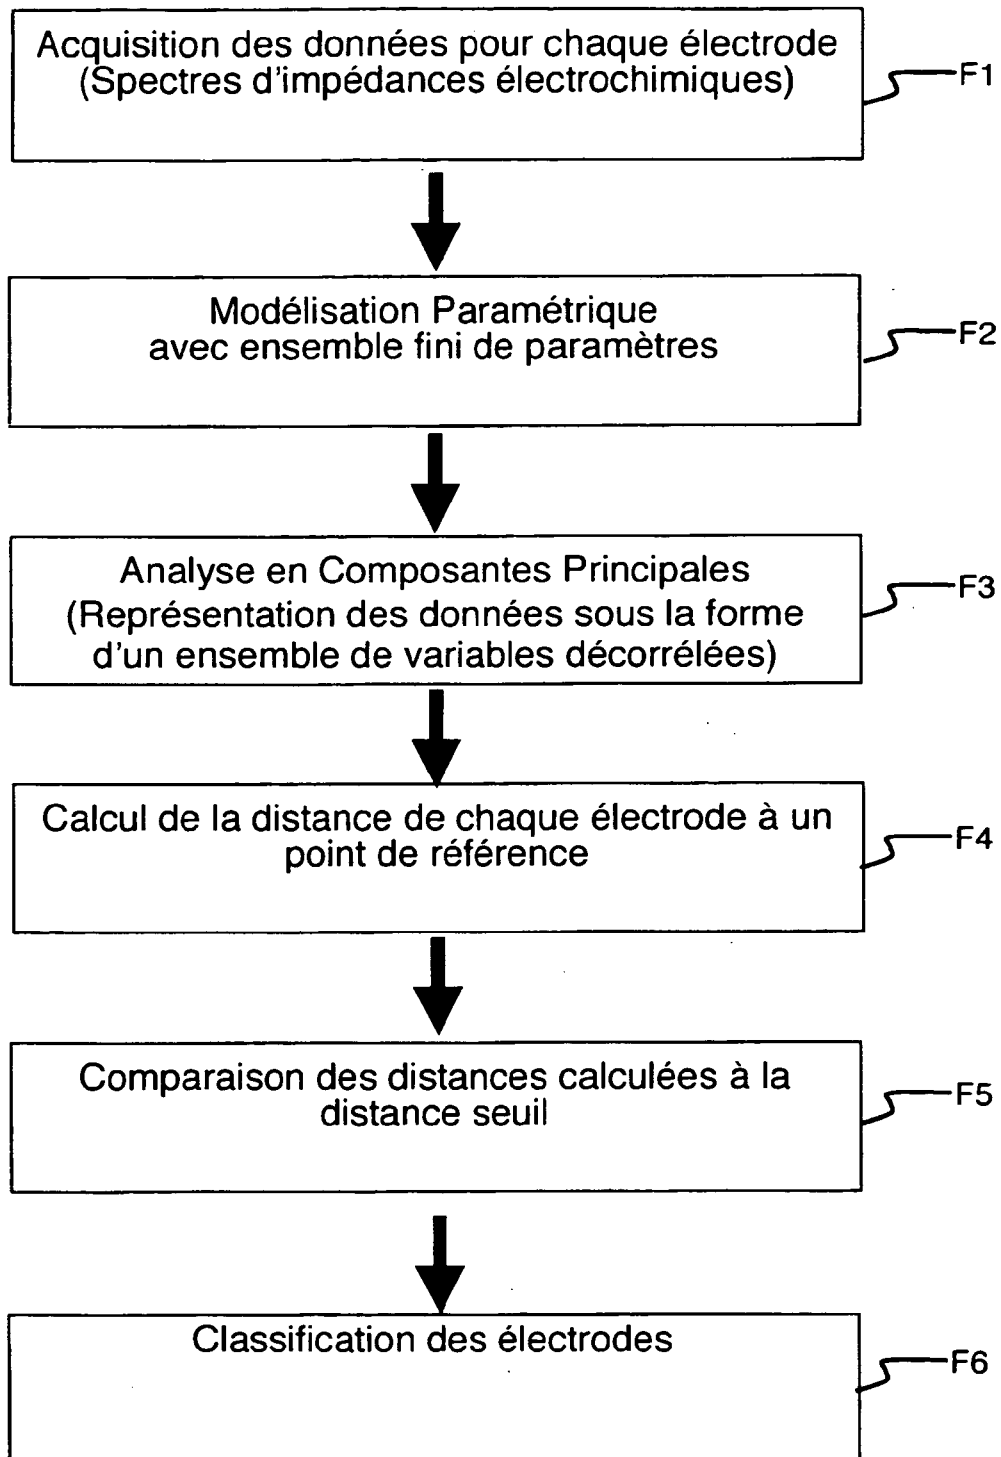 Acquisition des données pour chaque électrode
(Spectres d'impédances électrochimiques)
F1
Modélisation Paramétrique
avec ensemble fini de paramètres
F2
Analyse en Composantes Principales
(Représentation des données sous la forme
d'un ensemble de variables décorrélées)
F3
Calcul de la distance de chaque électrode à un
point de référence
F4
Comparaison des distances calculées à la
distance seuil
F5
Classification des électrodes
F6